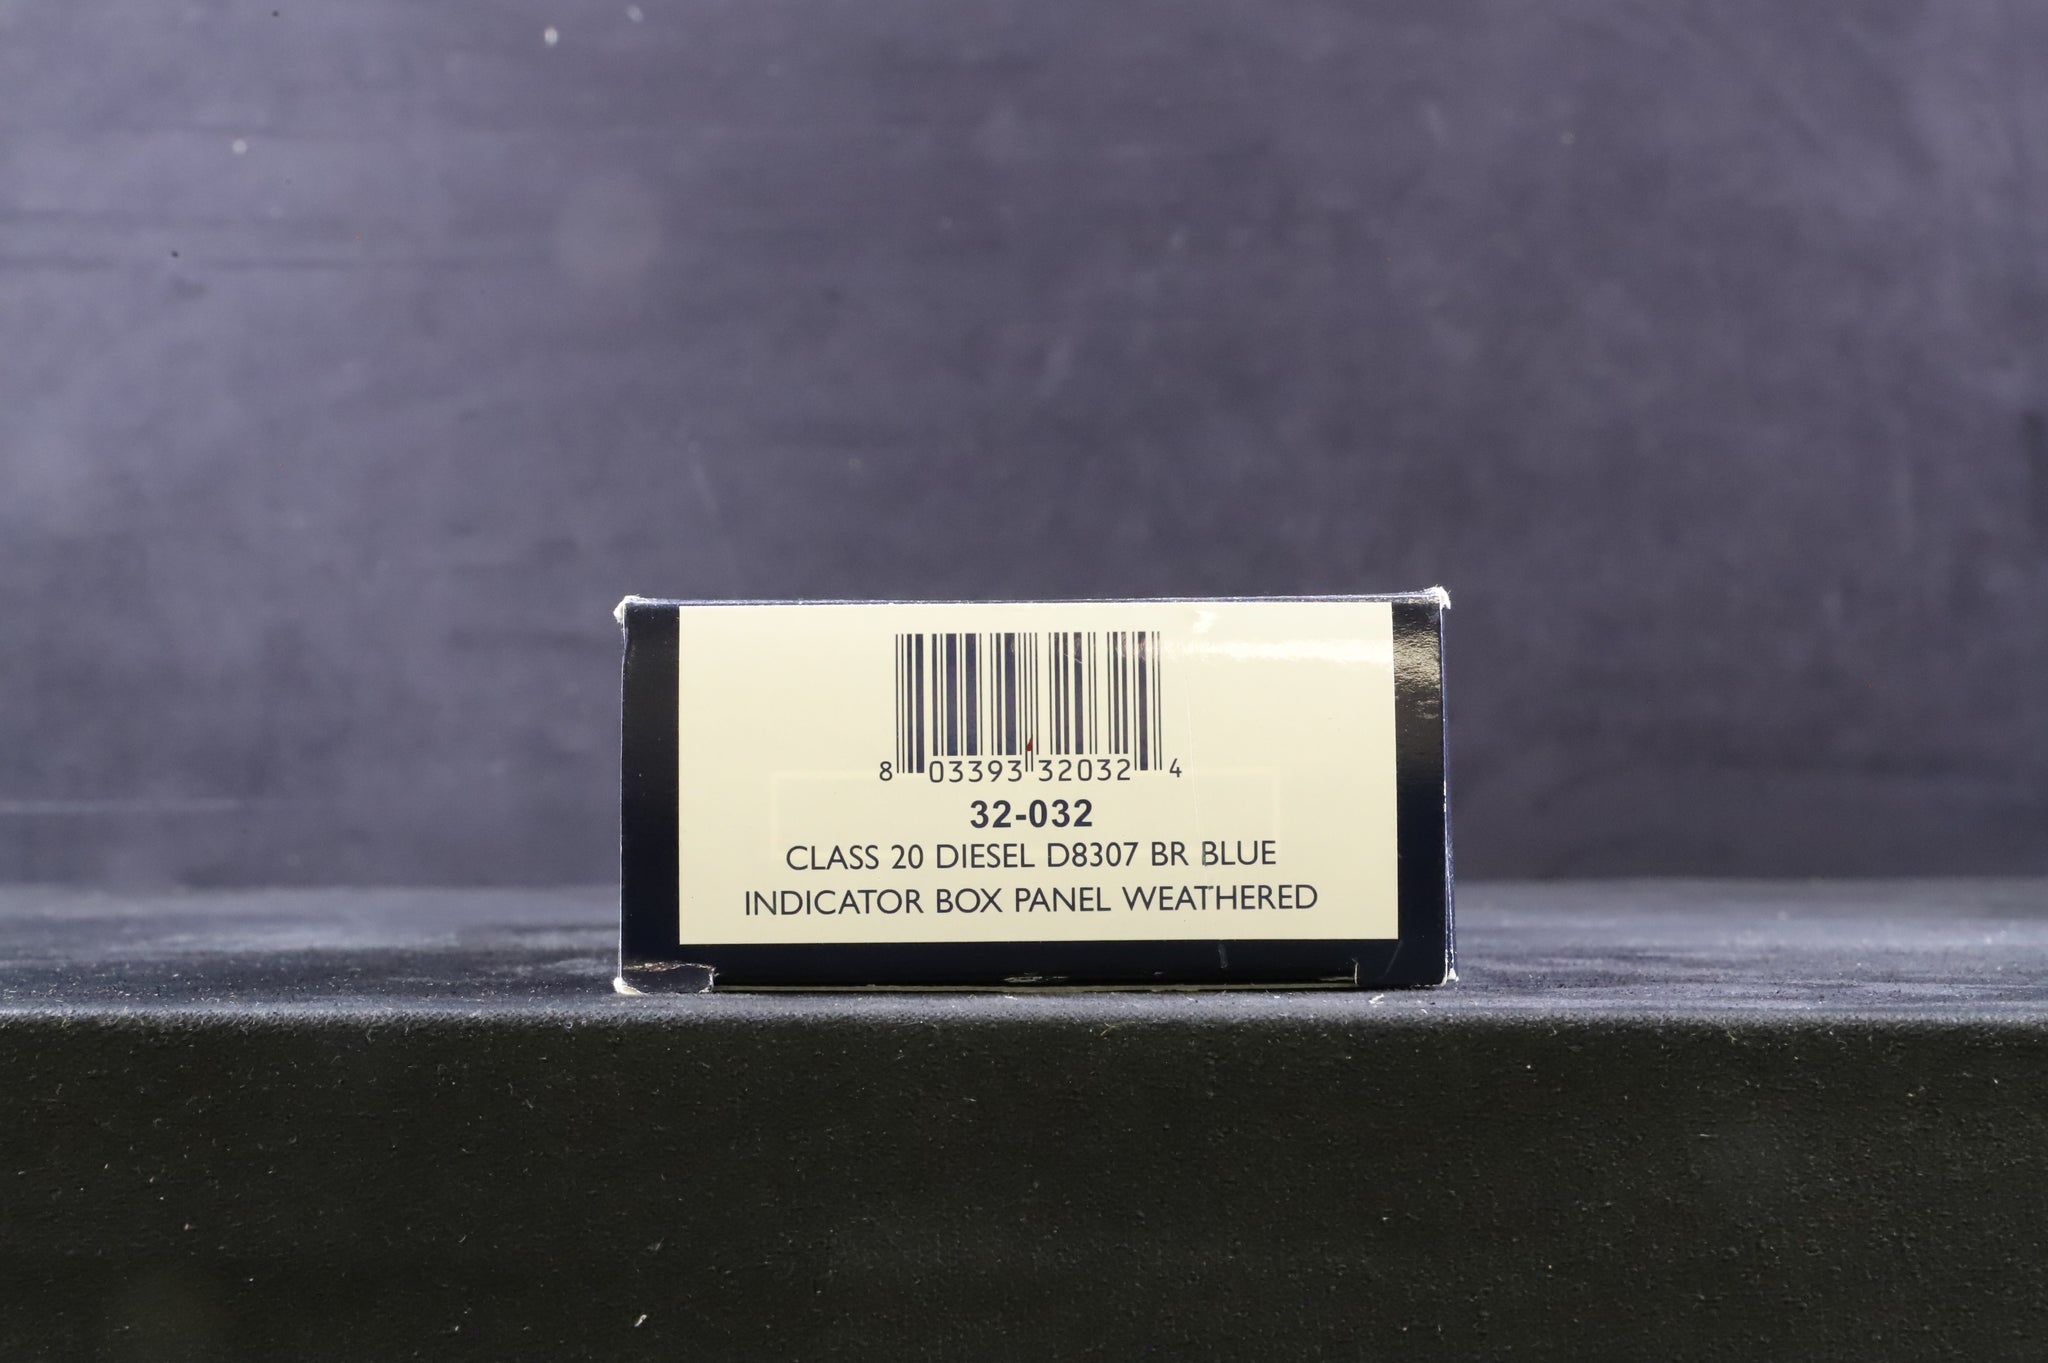 8 03393 32032 4
32-032
CLASS 20 DIESEL D8307 BR BLUE
INDICATOR BOX PANEL WEATHERED